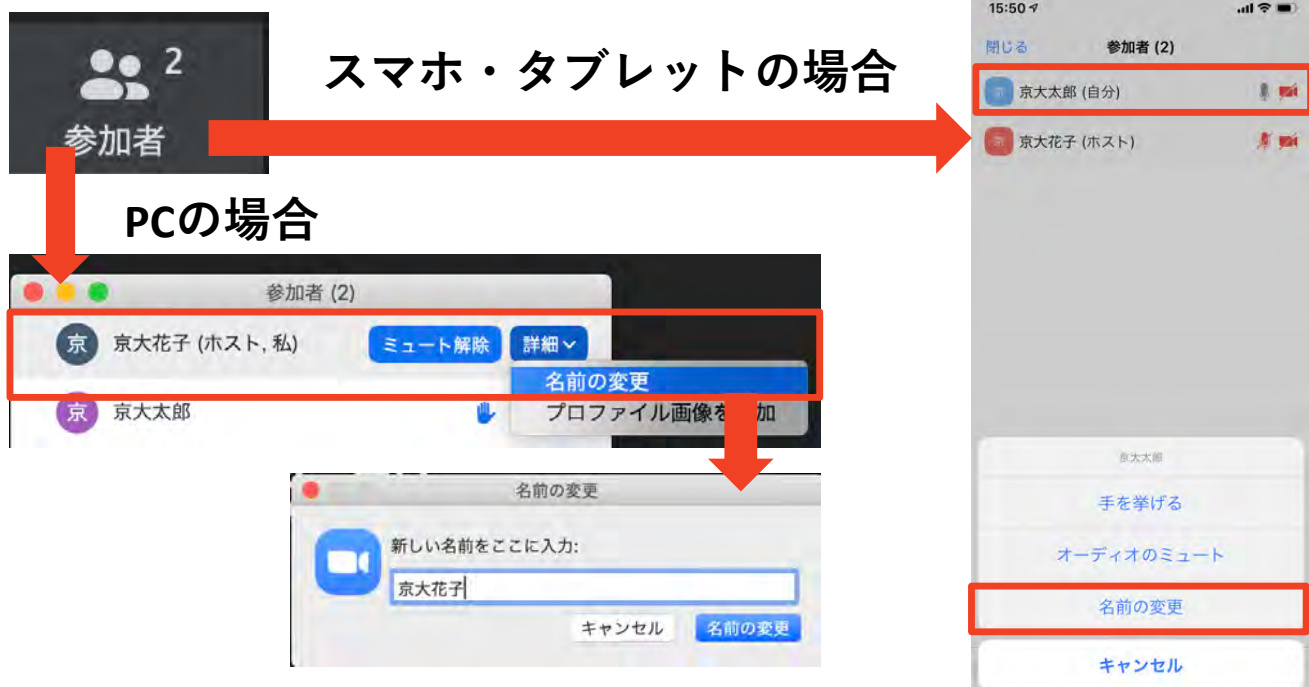 2
参加者
スマホ・タブレットの場合
PCの場合
参加者 (2)
京 京大花子 (ホスト, 私) ミュート解除 詳細
名前の変更
京 京大太郎
プロファイル画像を 加
名前の変更
新しい名前をここに入力:
京大花子
キャンセル 名前の変更
15:50
閉じる 参加者 (2)
京 京大太郎 (自分)
京 京大花子 (ホスト)
京大太郎
手を挙げる
オーディオのミュート
名前の変更
キャンセル